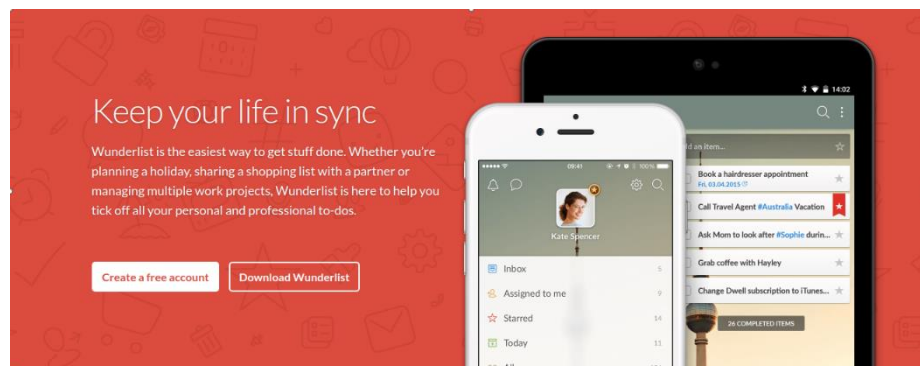 Keep your life in sync
Wunderlist is the easiest way to get stuff done. Whether you're
planning a holiday, sharing a shopping list with a partner or
managing multiple work projects, Wunderlist is here to help you
tick off all your personal and professional to-dos.
Create a free account
Download Wunderlist
08:41
100%
Kate Spencer
Inbox 5
Assigned to me 9
Starred 14
Today 11
14:02
an item...
Book a hairdresser appointment
Fri, 03.04.2015
Call Travel Agent #Australia Vacation
Ask Mom to look after #Sophie durin...
Grab coffee with Hayley
Change Dwell subscription to iTunes...
26 COMPLETED ITEMS